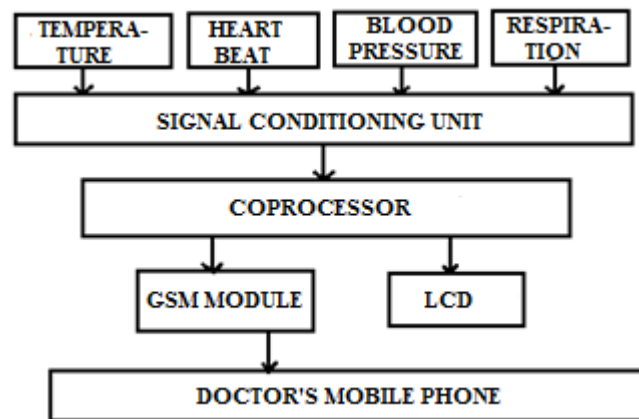 TEMPERA-
TURE
HEART
BEAT
BLOOD
PRESSURE
RESPIRA-
TION
SIGNAL CONDITIONING UNIT
COPROCESSOR
GSM MODULE
LCD
DOCTOR'S MOBILE PHONE